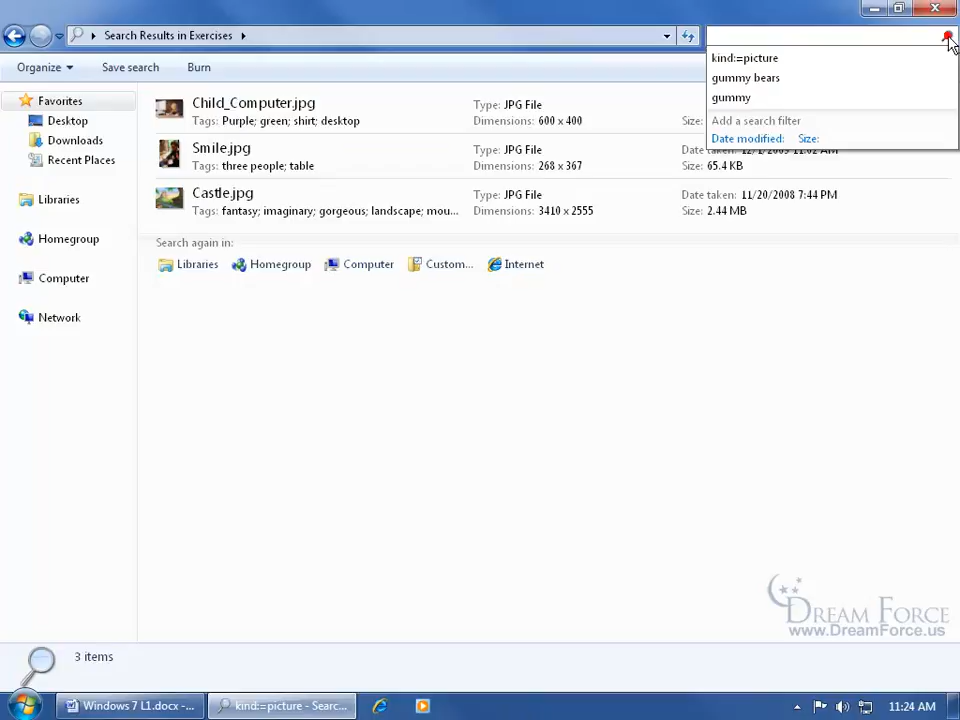 Search Results in Exercises
kind:=picture
gummy bears
gummy
Add a search filter
Date modified: Size:
Organize Save search Burn
Favorites
Desktop
Downloads
Recent Places
Libraries
Homegroup
Computer
Network
Child_Computer.jpg Type: JPG File
Tags: Purple; green; shirt; desktop Dimensions: 600 x 400 Size:
Smile.jpg Type: JPG File
Tags: three people; table Dimensions: 268 x 367 Size: 65.4 KB
Castle.jpg Type: JPG File Date taken: 11/20/2008 7:44 PM
Tags: fantasy; imaginary; gorgeous; landscape; mou... Dimensions: 3410 x 2555 Size: 2.44 MB
Search again in:
Libraries Homegroup Computer Custom... Internet
DREAM FORCE
www.DreamForce.us
3 items
Windows 7 L1.docx -... kind:=picture - Searc... 11:24 AM